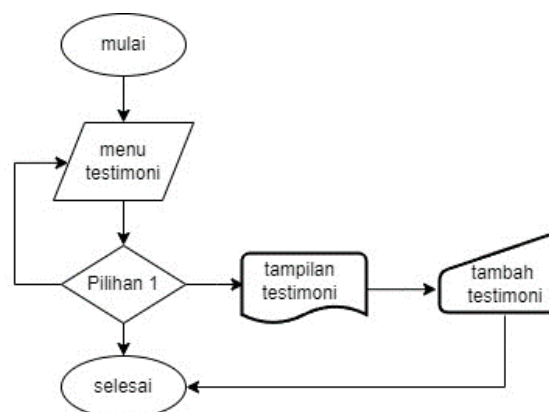 mulai
menu
testimoni
Pilihan 1
tampilan
testimoni
tambah
testimoni
selesai